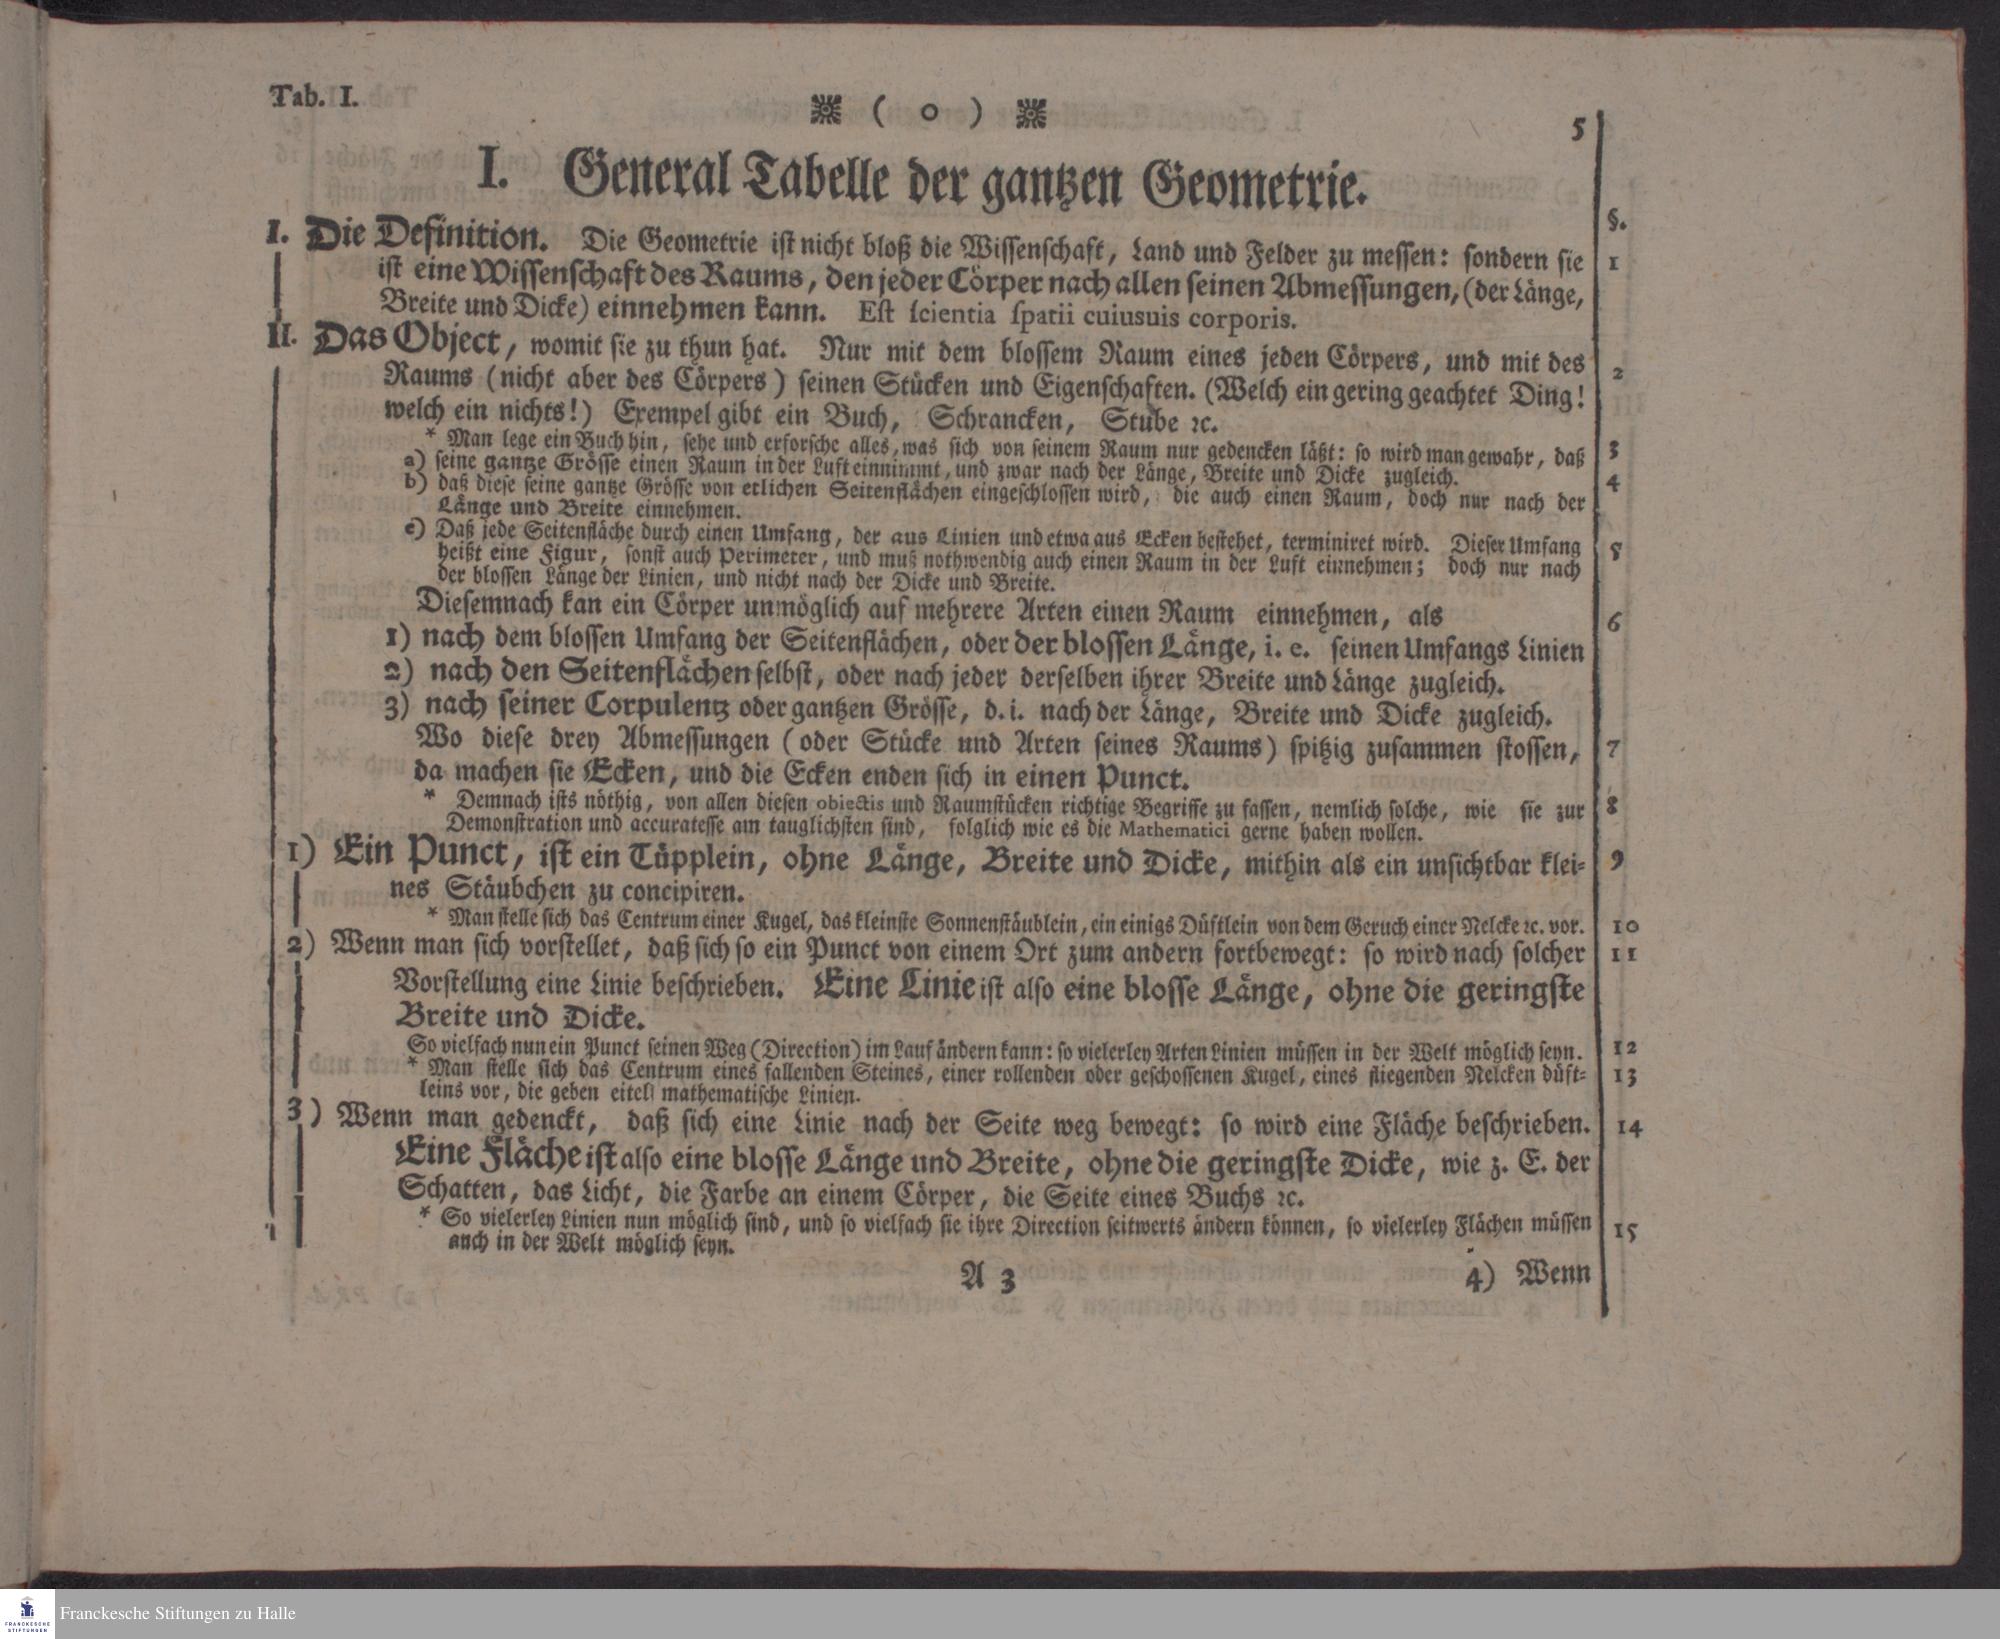 Tab. I.
( o )
5
I. General Tabelle der gantzen Geometrie.
§.
I. Die Definition. Die Geometrie ist nicht bloß die Wissenschaft, Land und Felder zu messen: sondern sie 1
ist eine Wissenschaft des Raums, den jeder Cörper nach allen seinen Abmessungen, (der Länge,
Breite und Dicke) einnehmen kann. Est scientia spatii cuiusuis corporis.
II. Das Object, womit sie zu thun hat. Nur mit dem blossem Raum eines jeden Cörpers, und mit des 2
Raums (nicht aber des Cörpers) seinen Stücken und Eigenschaften. (Welch ein gering geachtet Ding!
welch ein nichts!) Exempel gibt ein Buch, Schrancken, Stube ꝛc.
* Man lege ein Buch hin, sehe und erforsche alles, was sich von seinem Raum nur gedencken läßt: so wird man gewahr, daß 3
a) seine gantze Grösse einen Raum in der Luft einnimmt, und zwar nach der Länge, Breite und Dicke zugleich.
b) daß diese seine gantze Grösse von etlichen Seitenflächen eingeschlossen wird, die auch einen Raum, doch nur nach der 4
Länge und Breite einnehmen.
c) Daß jede Seitenfläche durch einen Umfang, der aus Linien und etwa aus Ecken bestehet, terminiret wird. Dieser Umfang 5
heißt eine Figur, sonst auch Perimeter, und muß nothwendig auch einen Raum in der Luft einnehmen; doch nur nach
der blossen Länge der Linien, und nicht nach der Dicke und Breite.
Diesemnach kan ein Cörper unmöglich auf mehrere Arten einen Raum einnehmen, als 6
1) nach dem blossen Umfang der Seitenflächen, oder der blossen Länge, i. e. seinen Umfangs Linien
2) nach den Seitenflächen selbst, oder nach jeder derselben ihrer Breite und Länge zugleich.
3) nach seiner Corpulentz oder gantzen Grösse, d. i. nach der Länge, Breite und Dicke zugleich.
Wo diese drey Abmessungen (oder Stücke und Arten seines Raums) spitzig zusammen stossen, 7
da machen sie Ecken, und die Ecken enden sich in einen Punct.
* Demnach ists nöthig, von allen diesen obiectis und Raumstücken richtige Begriffe zu fassen, nemlich solche, wie sie zur 8
Demonstration und accuratesse am tauglichsten sind, folglich wie es die Mathematici gerne haben wollen.
1) Ein Punct, ist ein Tüpplein, ohne Länge, Breite und Dicke, mithin als ein unsichtbar klei= 9
nes Stäubchen zu concipiren.
* Man stelle sich das Centrum einer Kugel, das kleinste Sonnenstäublein, ein einigs Düftlein von dem Geruch einer Nelcke ꝛc. vor. 10
2) Wenn man sich vorstellet, daß sich so ein Punct von einem Ort zum andern fortbewegt: so wird nach solcher 11
Vorstellung eine Linie beschrieben. Eine Linie ist also eine blosse Länge, ohne die geringste
Breite und Dicke.
So vielfach nun ein Punct seinen Weg (Direction) im Lauf ändern kann: so vielerley Arten Linien müssen in der Welt möglich seyn. 12
* Man stelle sich das Centrum eines fallenden Steines, einer rollenden oder geschossenen Kugel, eines fliegenden Nelcken düft= 13
leins vor, die geben eitel mathematische Linien.
3) Wenn man gedenckt, daß sich eine Linie nach der Seite weg bewegt: so wird eine Fläche beschrieben. 14
Eine Fläche ist also eine blosse Länge und Breite, ohne die geringste Dicke, wie z. E. der
Schatten, das Licht, die Farbe an einem Cörper, die Seite eines Buchs ꝛc.
* So vielerley Linien nun möglich sind, und so vielfach sie ihre Direction seitwerts ändern können, so vielerley Flächen müssen 15
auch in der Welt möglich seyn.
A 3
4) Wenn
Franckesche Stiftungen zu Halle
FRANCKESCHE
STIFTUNGEN